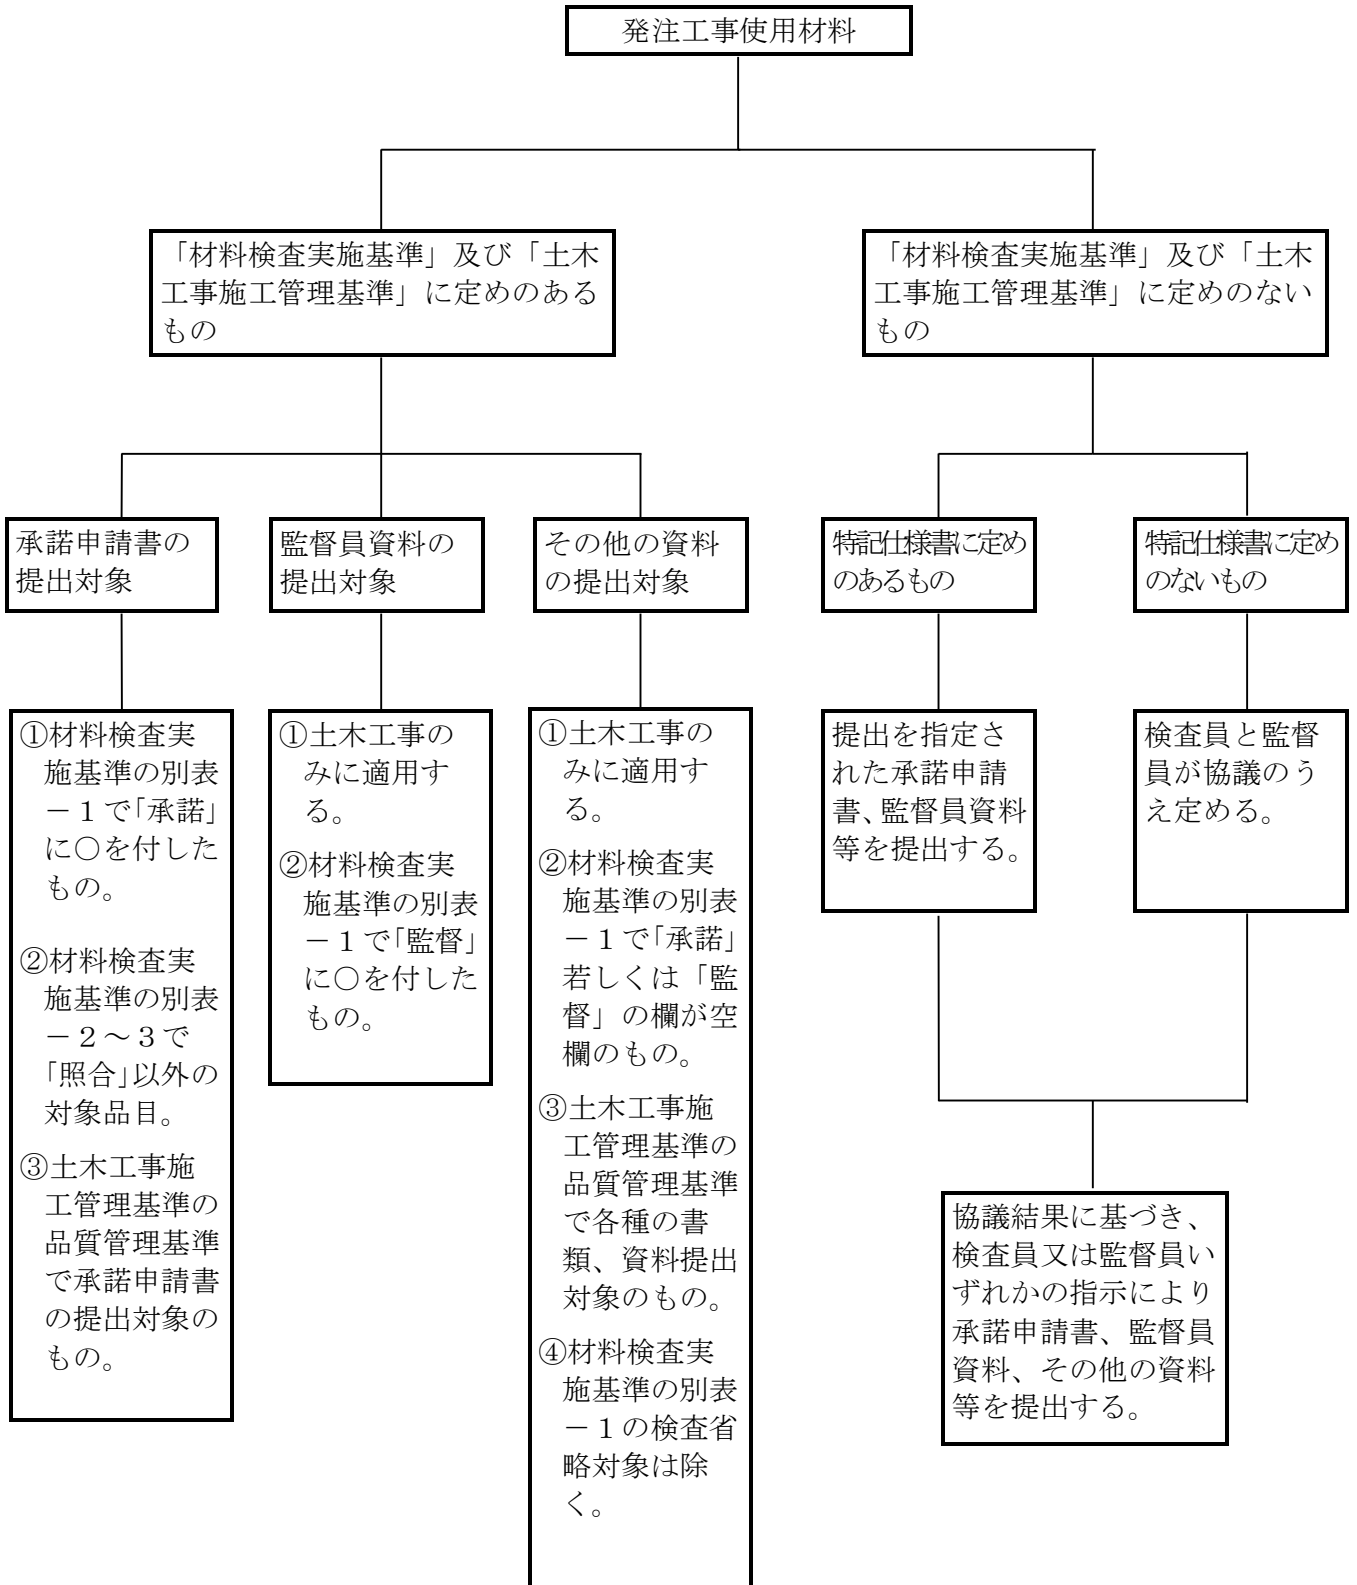 発注工事使用材料
「材料検査実施基準」及び「土木
工事施工管理基準」に定めのある
もの
「材料検査実施基準」及び「土木
工事施工管理基準」に定めのない
もの
承諾申請書の
提出対象
監督員資料の
提出対象
その他の資料
の提出対象
特記仕様書に定め
のあるもの
特記仕様書に定め
のないもの
①材料検査実
施基準の別表
－１で「承諾」
に○を付した
もの。
②材料検査実
施基準の別表
－２～３で
「照合」以外の
対象品目。
③土木工事施
工管理基準の
品質管理基準
で承諾申請書
の提出対象の
もの。
①土木工事の
みに適用す
る。
②材料検査実
施基準の別表
－１で「監督」
に○を付した
もの。
①土木工事の
みに適用す
る。
②材料検査実
施基準の別表
－１で「承諾」
若しくは「監
督」の欄が空
欄のもの。
③土木工事施
工管理基準の
品質管理基準
で各種の書
類、資料提出
対象のもの。
④材料検査実
施基準の別表
－１の検査省
略対象は除
く。
提出を指定さ
れた承諾申請
書、監督員資料
等を提出する。
検査員と監督
員が協議のう
え定める。
協議結果に基づき、
検査員又は監督員い
ずれかの指示により
承諾申請書、監督員
資料、その他の資料
等を提出する。